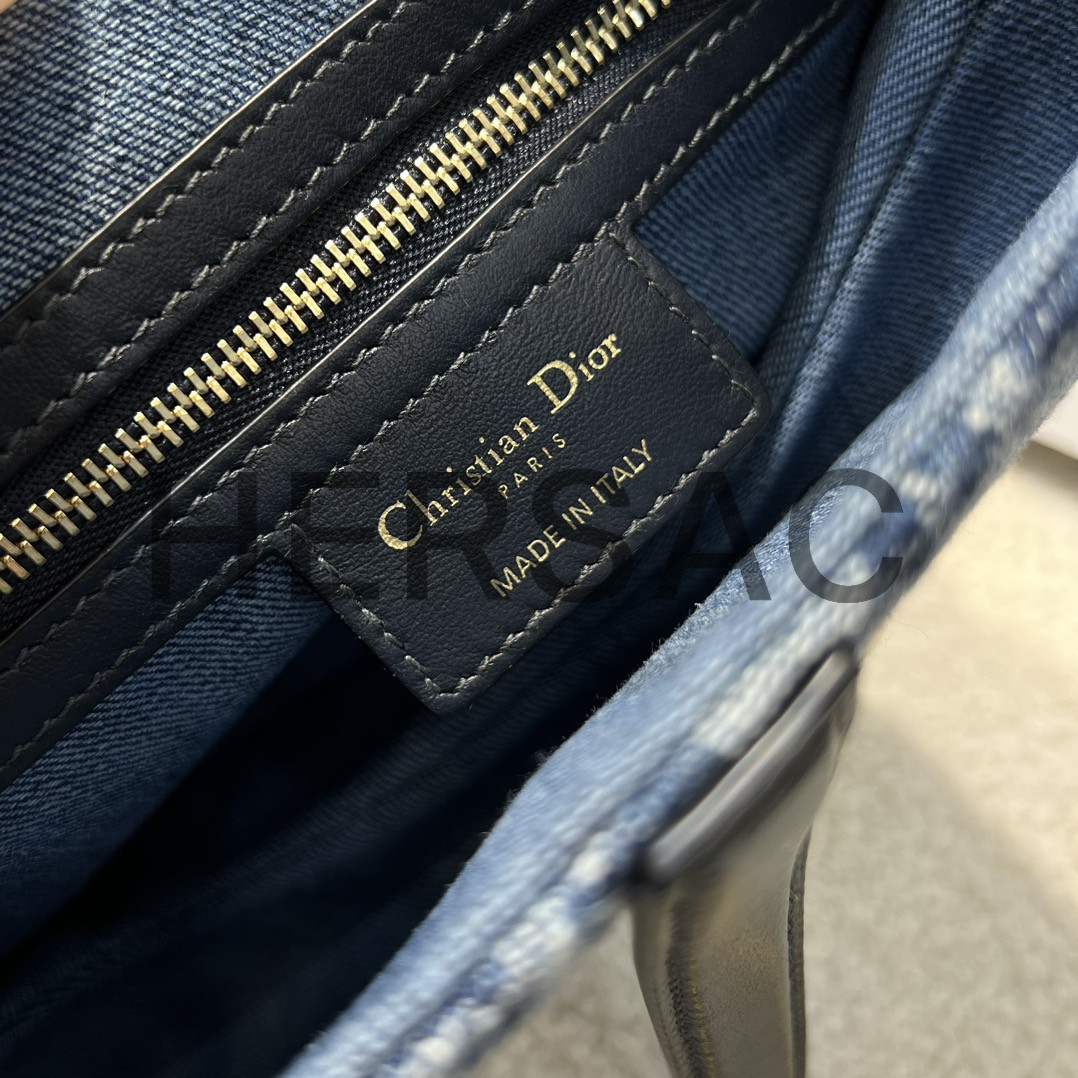 Christian Dior
PARIS
MADE IN ITALY
HERSAC